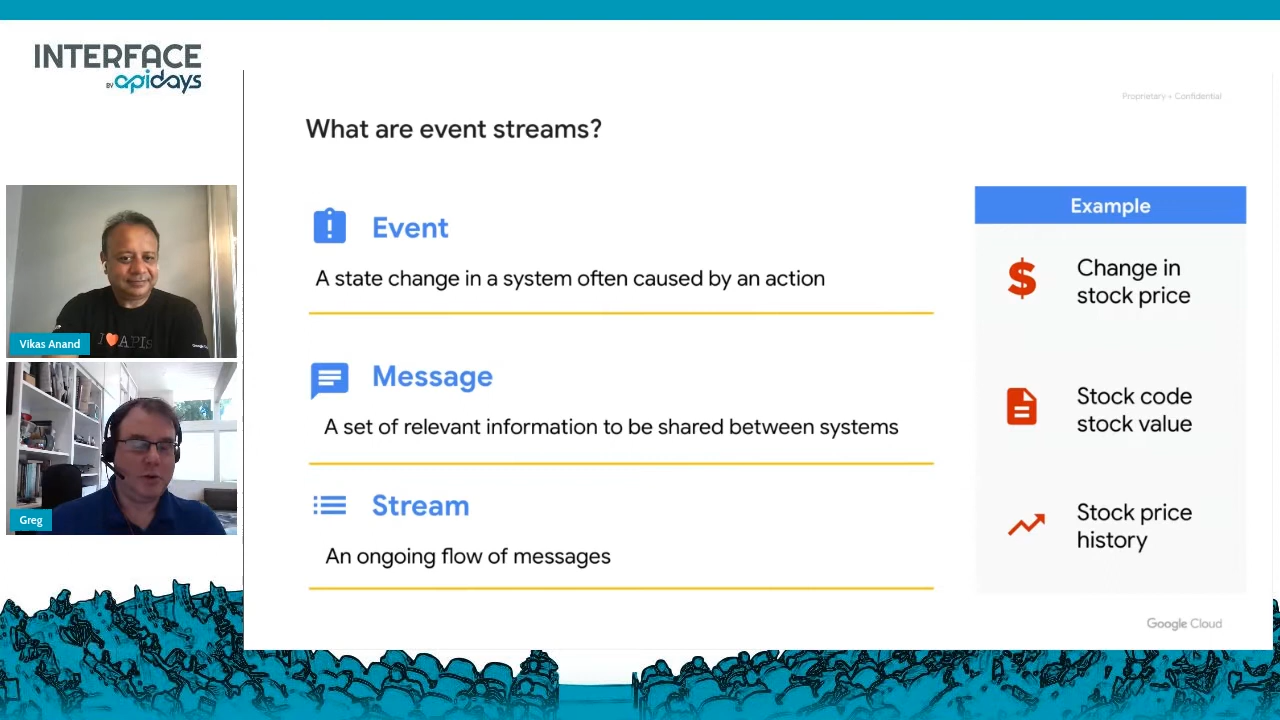 INTERFACE
BY apidays
Proprietary + Confidential
What are event streams?
Event
A state change in a system often caused by an action
Message
A set of relevant information to be shared between systems
Stream
An ongoing flow of messages
Example
$
Change in
stock price
Stock code
stock value
Stock price
history
Google Cloud
I ❤ APIs
Vikas Anand
Greg